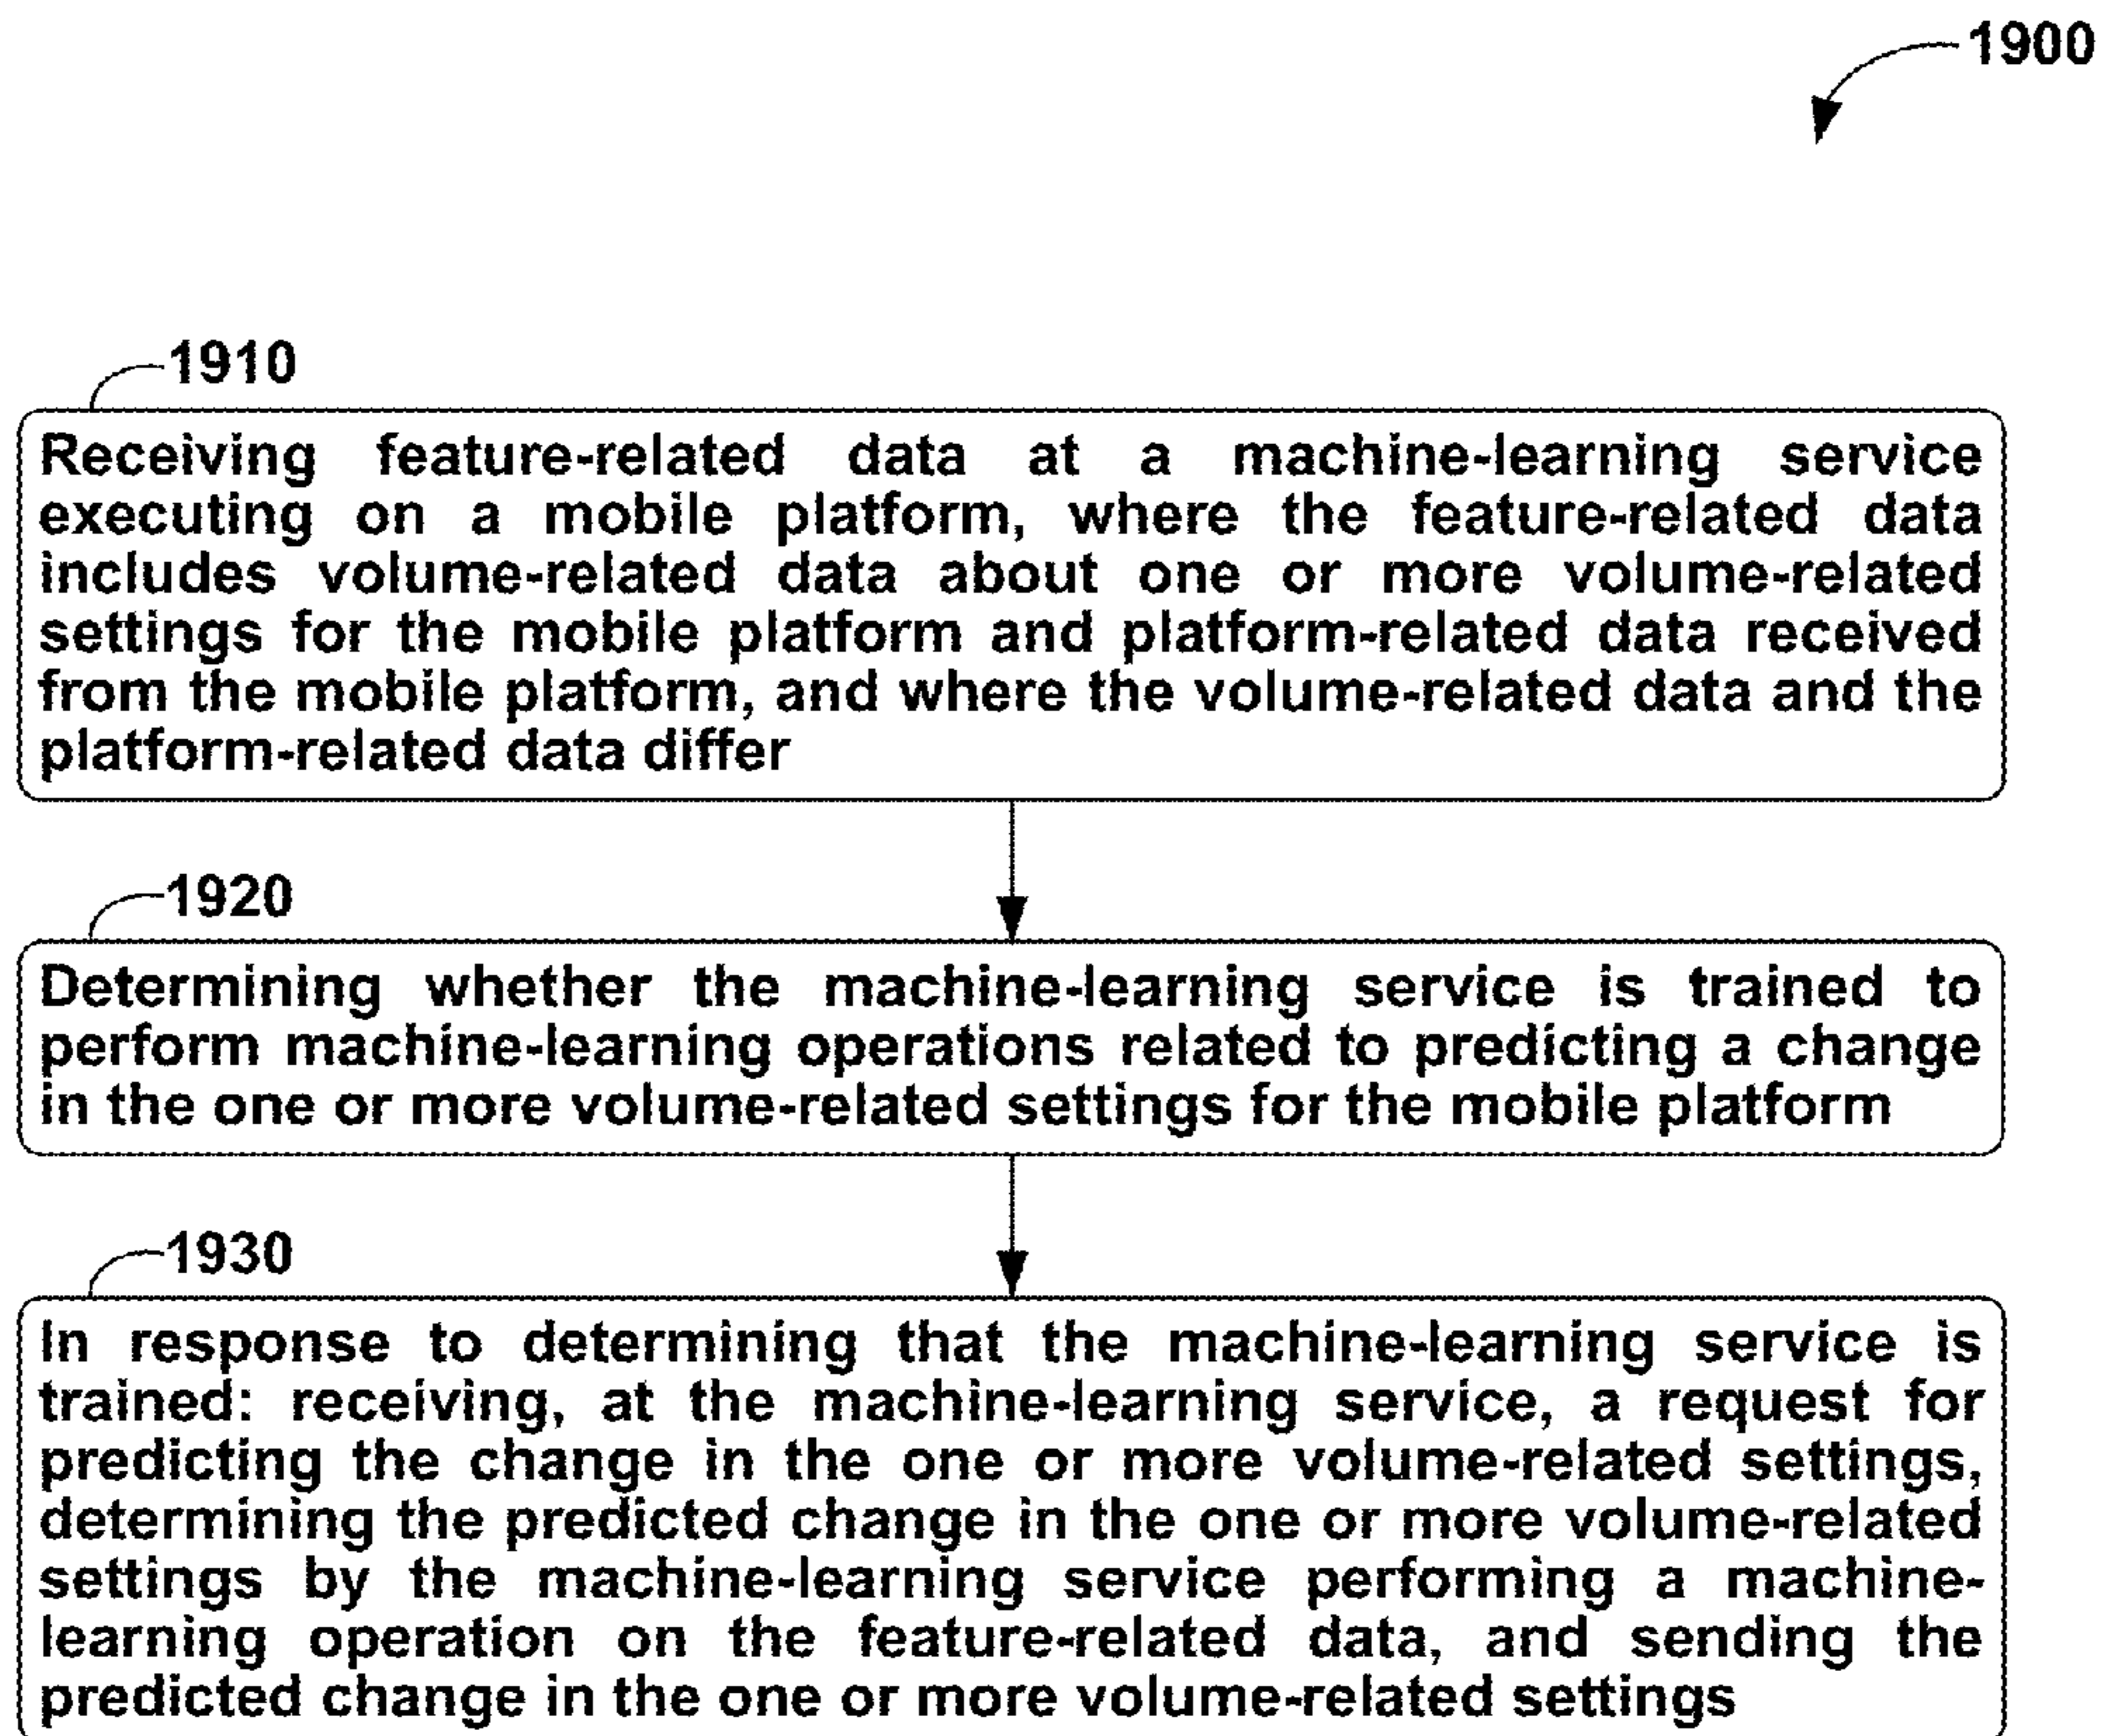 1900
1910
Receiving feature-related data at a machine-learning service
executing on a mobile platform, where the feature-related data
includes volume-related data about one or more volume-related
settings for the mobile platform and platform-related data received
from the mobile platform, and where the volume-related data and the
platform-related data differ
1920
Determining whether the machine-learning service is trained to
perform machine-learning operations related to predicting a change
in the one or more volume-related settings for the mobile platform
1930
In response to determining that the machine-learning service is
trained: receiving, at the machine-learning service, a request for
predicting the change in the one or more volume-related settings,
determining the predicted change in the one or more volume-related
settings by the machine-learning service performing a machine-
learning operation on the feature-related data, and sending the
predicted change in the one or more volume-related settings